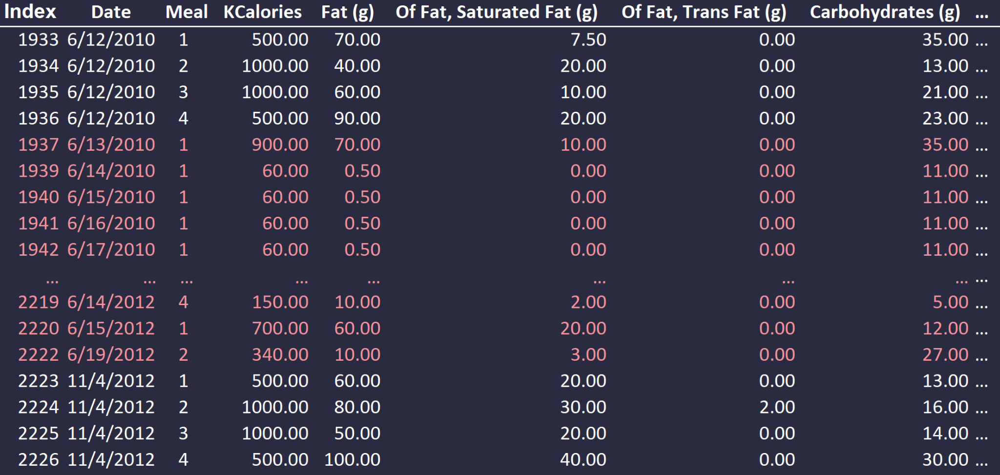 Index Date Meal KCalories Fat (g) Of Fat, Saturated Fat (g) Of Fat, Trans Fat (g) Carbohydrates (g) ...
1933 6/12/2010 1 500.00 70.00 7.50 0.00 35.00 ...
1934 6/12/2010 2 1000.00 40.00 20.00 0.00 13.00 ...
1935 6/12/2010 3 1000.00 60.00 10.00 0.00 21.00 ...
1936 6/12/2010 4 500.00 90.00 20.00 0.00 23.00 ...
1937 6/13/2010 1 900.00 70.00 10.00 0.00 35.00 ...
1939 6/14/2010 1 60.00 0.50 0.00 0.00 11.00 ...
1940 6/15/2010 1 60.00 0.50 0.00 0.00 11.00 ...
1941 6/16/2010 1 60.00 0.50 0.00 0.00 11.00 ...
1942 6/17/2010 1 60.00 0.50 0.00 0.00 11.00 ...
... ... ... ... ... ... ... ... ...
2219 6/14/2012 4 150.00 10.00 2.00 0.00 5.00 ...
2220 6/15/2012 1 700.00 60.00 20.00 0.00 12.00 ...
2222 6/19/2012 2 340.00 10.00 3.00 0.00 27.00 ...
2223 11/4/2012 1 500.00 60.00 20.00 0.00 13.00 ...
2224 11/4/2012 2 1000.00 80.00 30.00 2.00 16.00 ...
2225 11/4/2012 3 1000.00 50.00 20.00 0.00 14.00 ...
2226 11/4/2012 4 500.00 100.00 40.00 0.00 30.00 ...